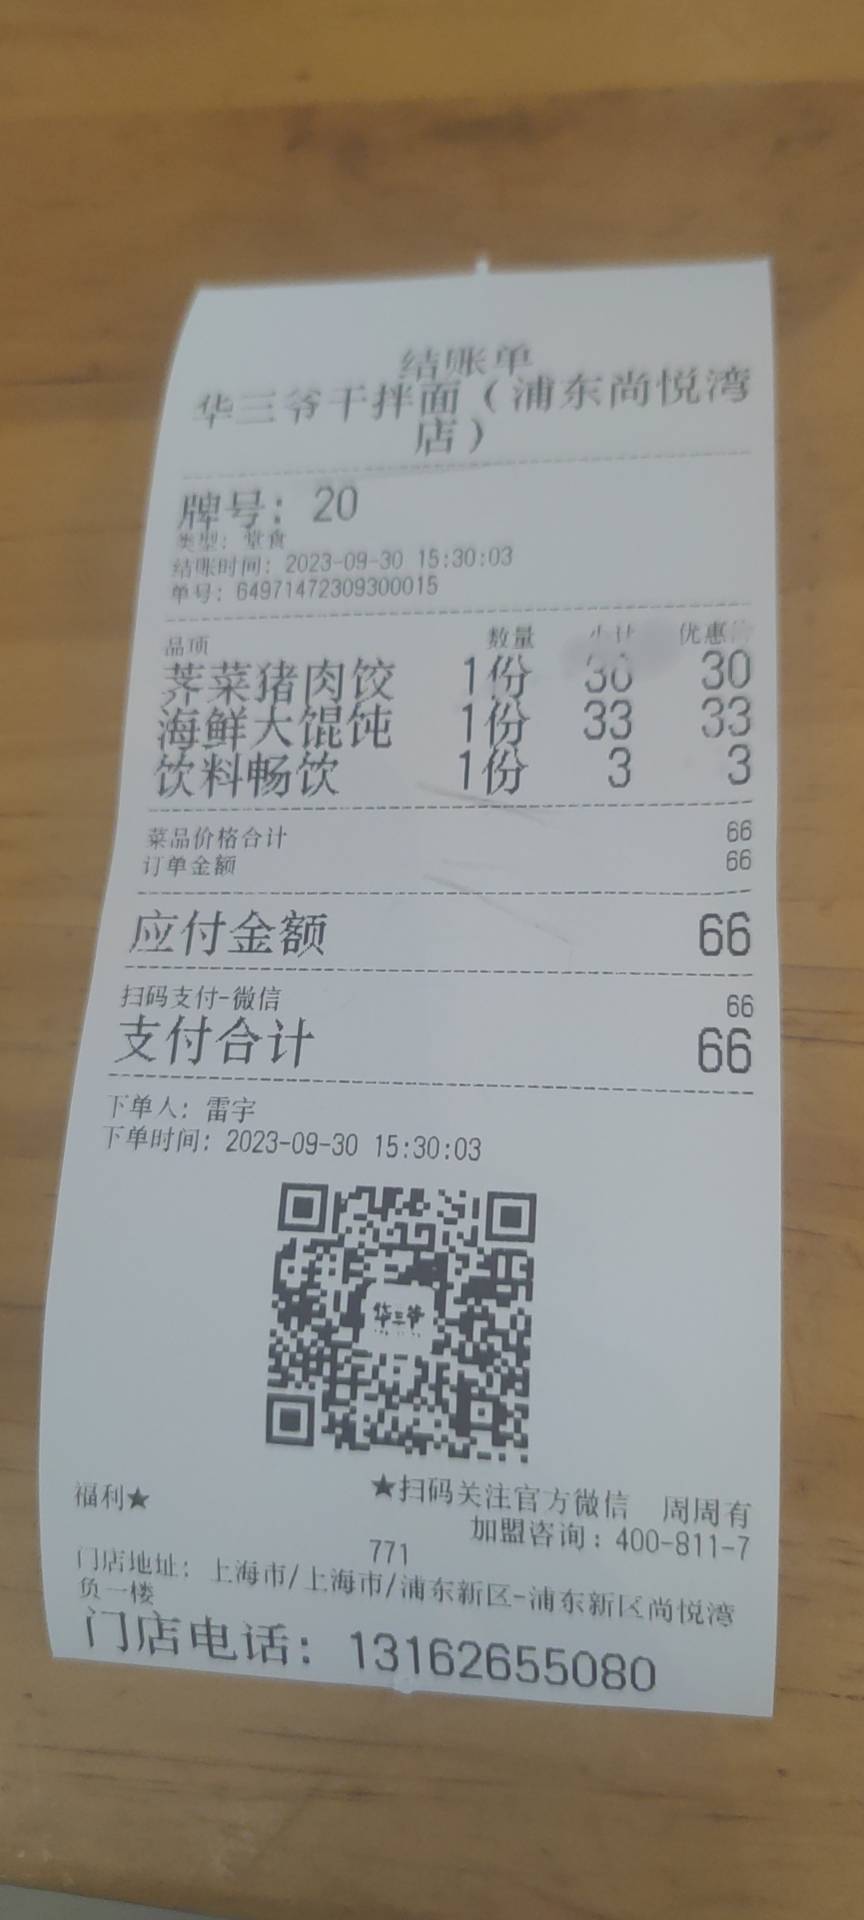 结账单
华三爷干拌面（浦东尚悦湾
店）
牌号：20
类型：堂食
结账时间：2023-09-30 15:30:03
单号：64971472309300015
品项 数量 小计 优惠
荠菜猪肉饺 1份 30 30
海鲜大馄饨 1份 33 33
饮料畅饮 1份 3 3
菜品价格合计 66
订单金额 66
应付金额 66
扫码支付-微信 66
支付合计 66
下单人：雷宇
下单时间：2023-09-30 15:30:03
华三爷
★扫码关注官方微信 周周有
福利★
加盟咨询：400-811-7
771
门店地址：上海市/上海市/浦东新区-浦东新区尚悦湾
负一楼
门店电话：13162655080